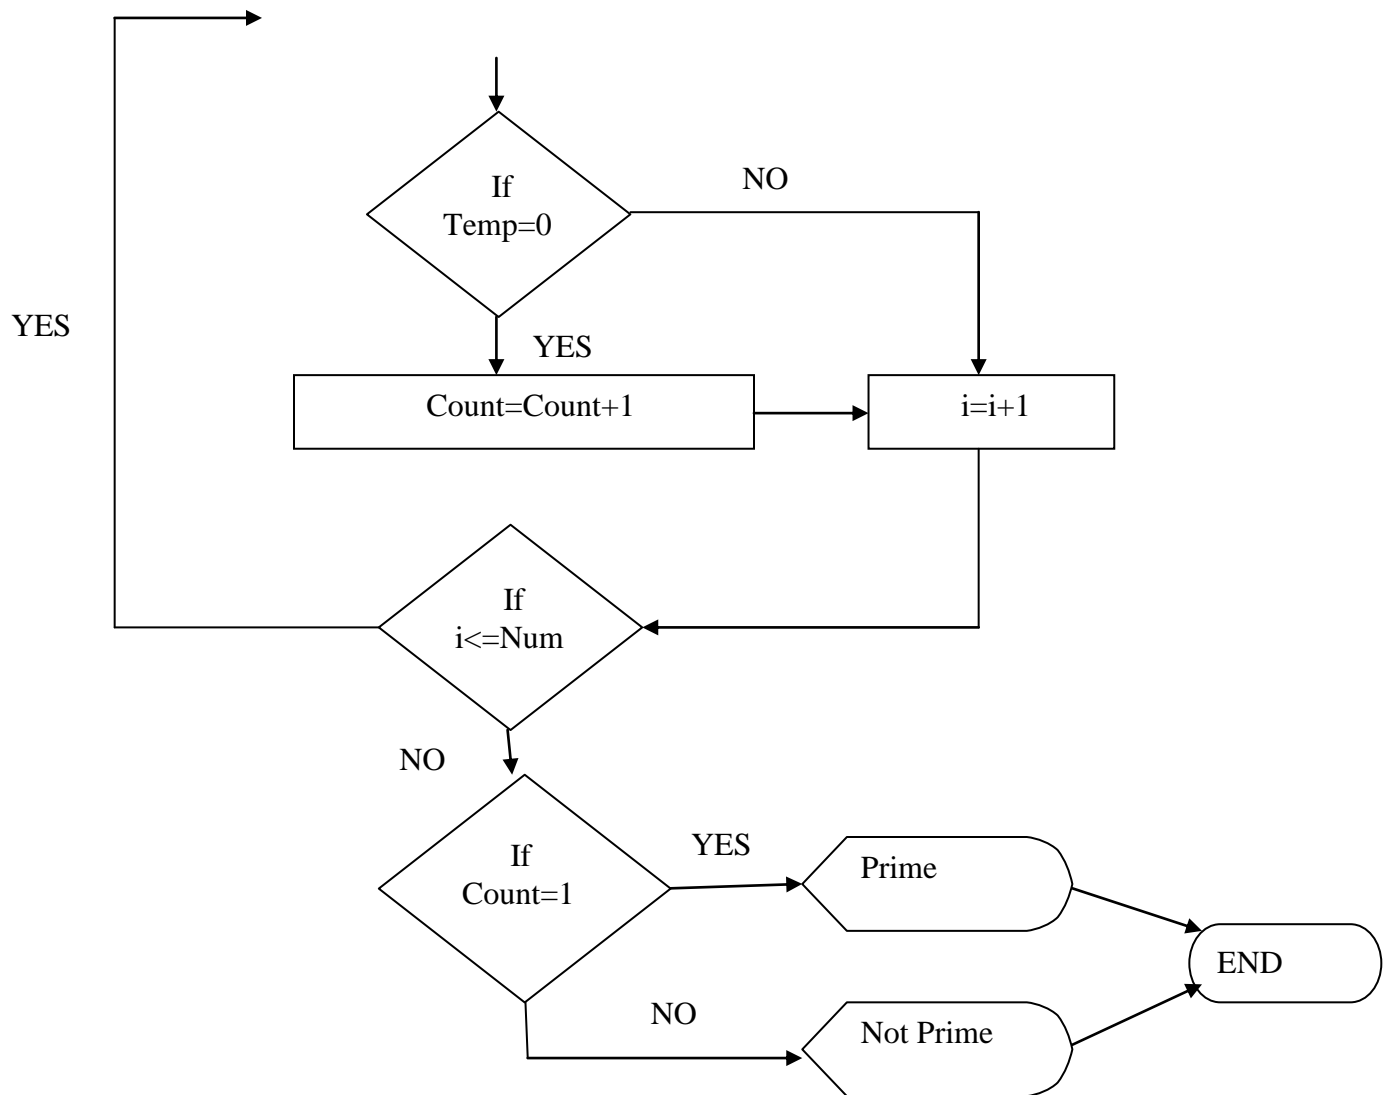 If
Temp=0
NO
YES
YES
Count=Count+1
i=i+1
If
i<=Num
NO
If
Count=1
YES
Prime
END
NO
Not Prime